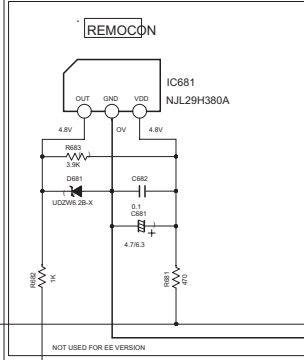 REMOCON
IC681
NJL29H380A
OUT GND VDD
4.8V OV 4.8V
R683
3.9K
D681
UDZW6.2B-X
C682
0.1
C681
+
4.7/6.3
R682
1K
R681
470
NOT USED FOR EE VERSION